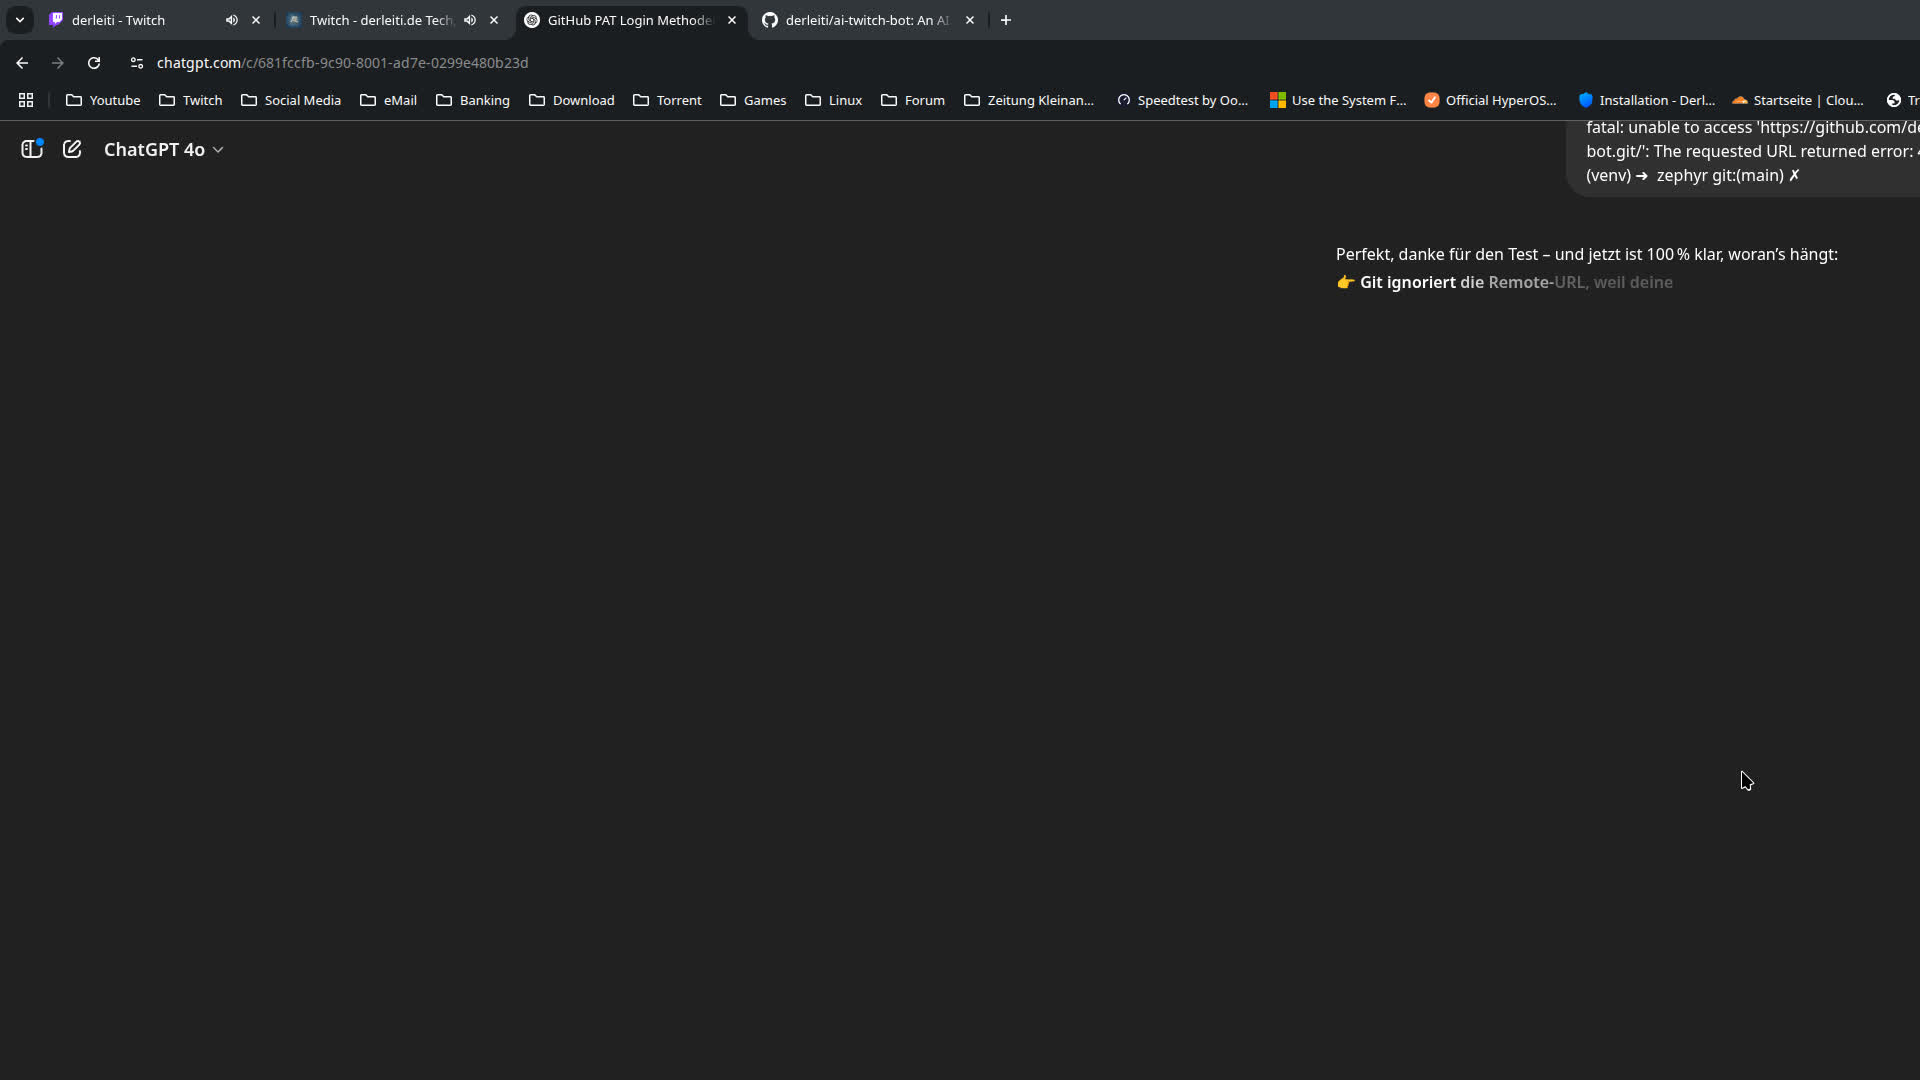 derleiti - Twitch
Twitch - derleiti.de Tech
GitHub PAT Login Methode
derleiti/ai-twitch-bot: An AI
chatgpt.com/c/681fccfb-9c90-8001-ad7e-0299e480b23d
Youtube
Twitch
Social Media
eMail
Banking
Download
Torrent
Games
Linux
Forum
Zeitung Kleinan...
Speedtest by Oo...
Use the System F...
Official HyperOS...
Installation - Derl...
Startseite | Clou...
Tr
ChatGPT 4o
fatal: unable to access 'https://github.com/de
bot.git/': The requested URL returned error: 4
(venv) ➜ zephyr git:(main) ✗
Perfekt, danke für den Test – und jetzt ist 100 % klar, woran’s hängt:
👉 Git ignoriert die Remote-URL, weil deine